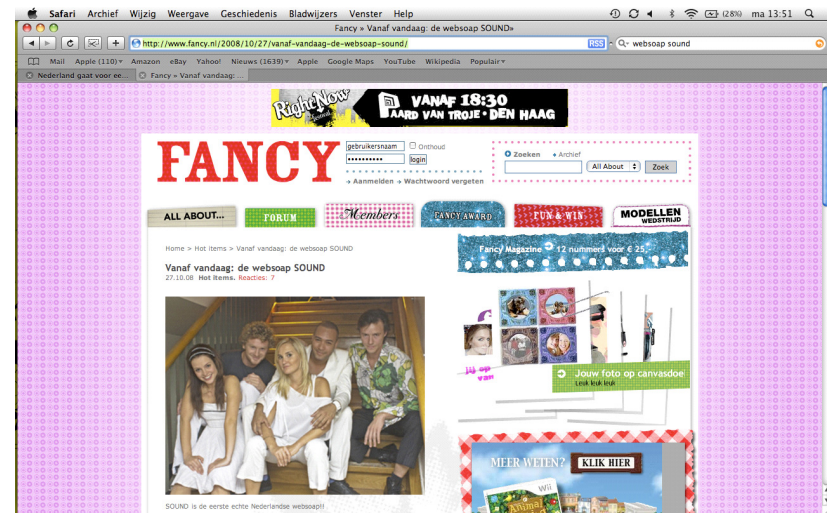 Safari Archief Wijzig Weergave Geschiedenis Bladwijzers Venster Help (28%) ma 13:51
Fancy » Vanaf vandaag: de websoap SOUND»
http://www.fancy.nl/2008/10/27/vanaf-vandaag-de-websoap-sound/ RSS websoap sound
Mail Apple (110) Amazon eBay Yahoo! Nieuws (1639) Apple Google Maps YouTube Wikipedia Populair
Nederland gaat voor ee... Fancy » Vanaf vandaag: ...
RightNow VANAF 18:30
PAARD VAN TROJE • DEN HAAG
FANCY
gebruikersnaam Onthoud
login
Aanmelden Wachtwoord vergeten
Zoeken Archief
All About Zoek
ALL ABOUT... FORUM Members FANCY AWARD FUN & WIN MODELLEN WEDSTRIJD
Home > Hot items > Vanaf vandaag: de websoap SOUND
Vanaf vandaag: de websoap SOUND
27.10.08 Hot items. Reacties: 7
SOUND is de eerste echte Nederlandse websoap!!!
Fancy Magazine 12 nummers voor € 25,-
jij op
van
Jouw foto op canvasdoek
Leuk leuk leuk
MEER WETEN? KLIK HIER
Wii
Animal